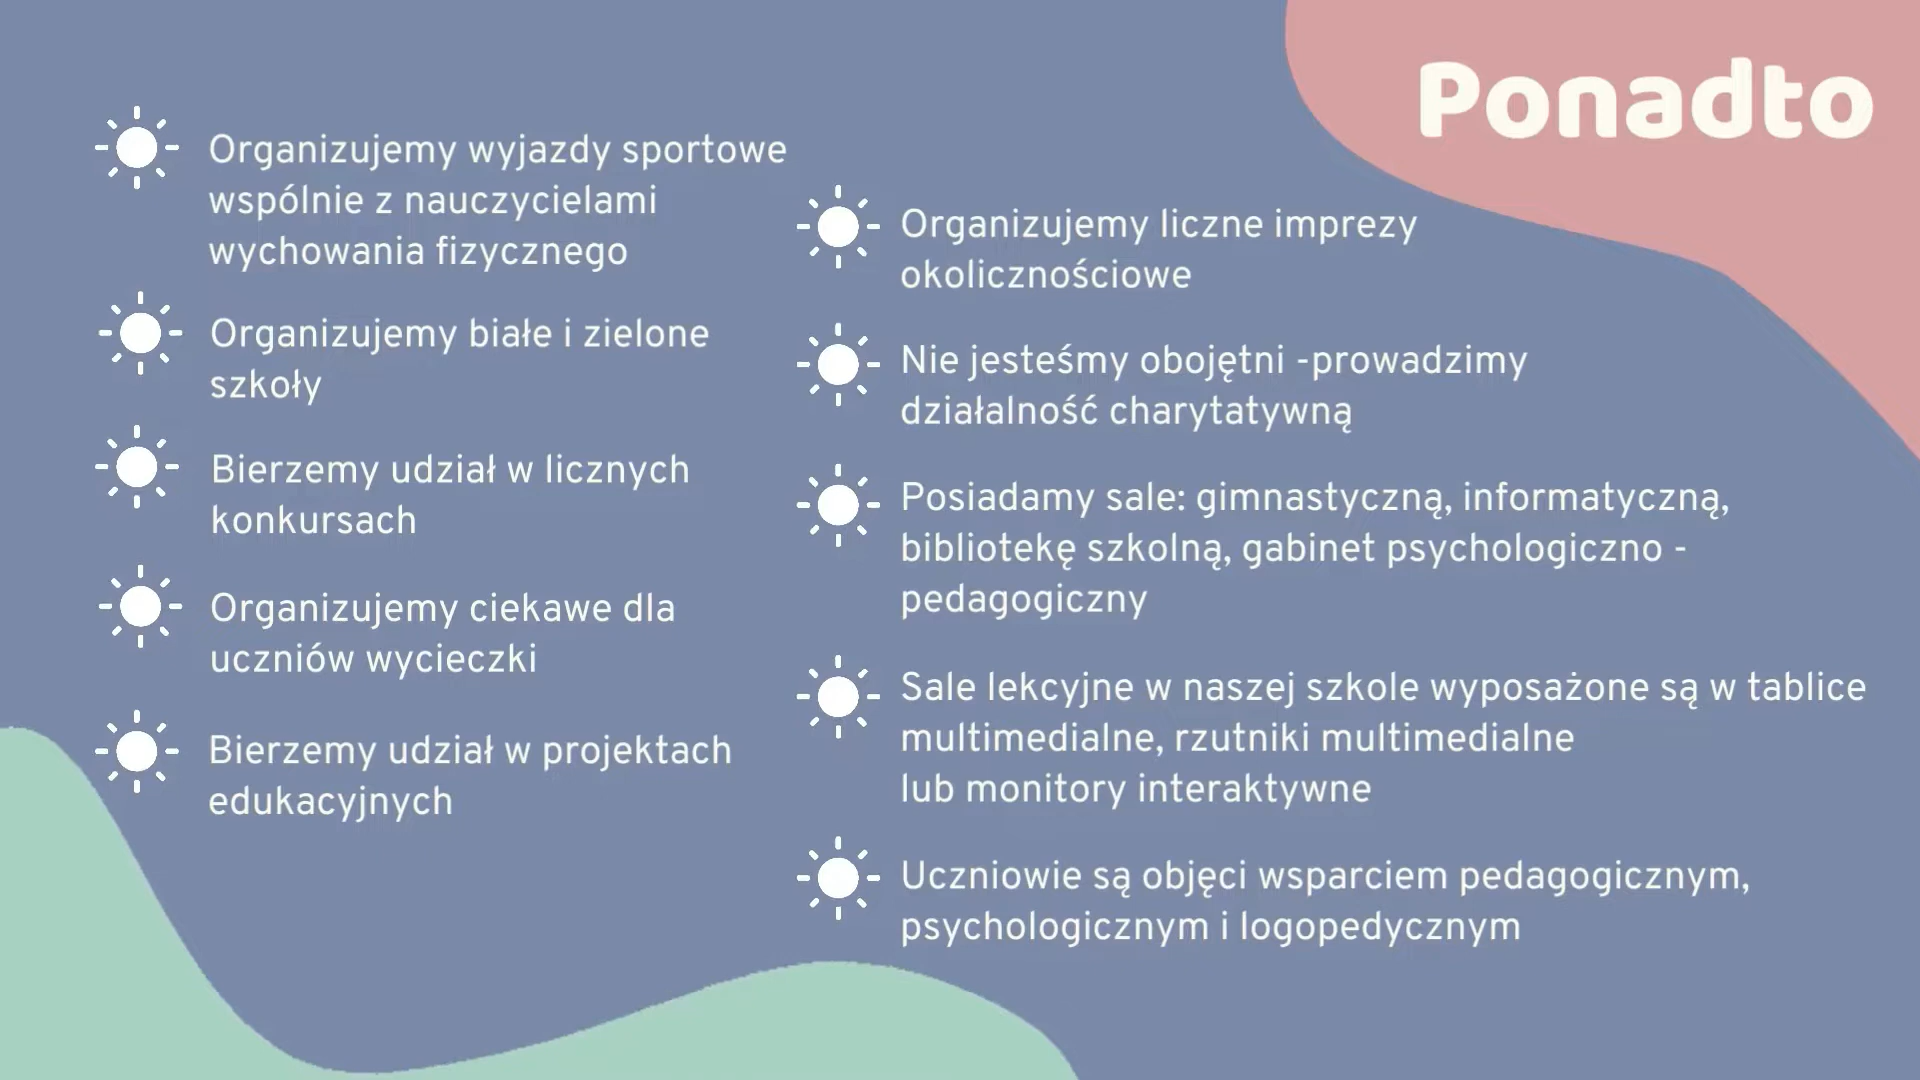 Ponadto
Organizujemy wyjazdy sportowe
wspólnie z nauczycielami
wychowania fizycznego
Organizujemy białe i zielone
szkoły
Bierzemy udział w licznych
konkursach
Organizujemy ciekawe dla
uczniów wycieczki
Bierzemy udział w projektach
edukacyjnych
Organizujemy liczne imprezy
okolicznościowe
Nie jesteśmy obojętni -prowadzimy
działalność charytatywną
Posiadamy sale: gimnastyczną, informatyczną,
bibliotekę szkolną, gabinet psychologiczno -
pedagogiczny
Sale lekcyjne w naszej szkole wyposażone są w tablice
multimedialne, rzutniki multimedialne
lub monitory interaktywne
Uczniowie są objęci wsparciem pedagogicznym,
psychologicznym i logopedycznym